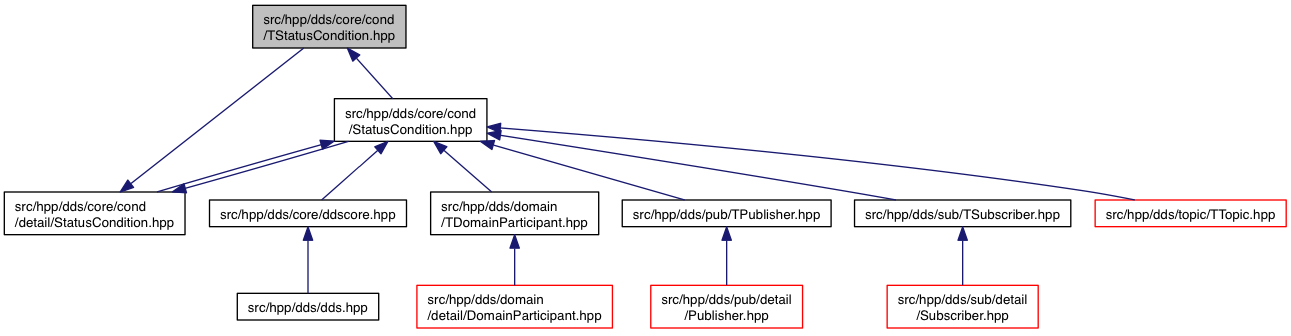 src/hpp/dds/core/cond
/TStatusCondition.hpp
src/hpp/dds/core/cond
/StatusCondition.hpp
src/hpp/dds/core/cond
/detail/StatusCondition.hpp
src/hpp/dds/core/ddscore.hpp
src/hpp/dds/domain
/TDomainParticipant.hpp
src/hpp/dds/pub/TPublisher.hpp
src/hpp/dds/sub/TSubscriber.hpp
src/hpp/dds/topic/TTopic.hpp
src/hpp/dds/dds.hpp
src/hpp/dds/domain
/detail/DomainParticipant.hpp
src/hpp/dds/pub/detail
/Publisher.hpp
src/hpp/dds/sub/detail
/Subscriber.hpp